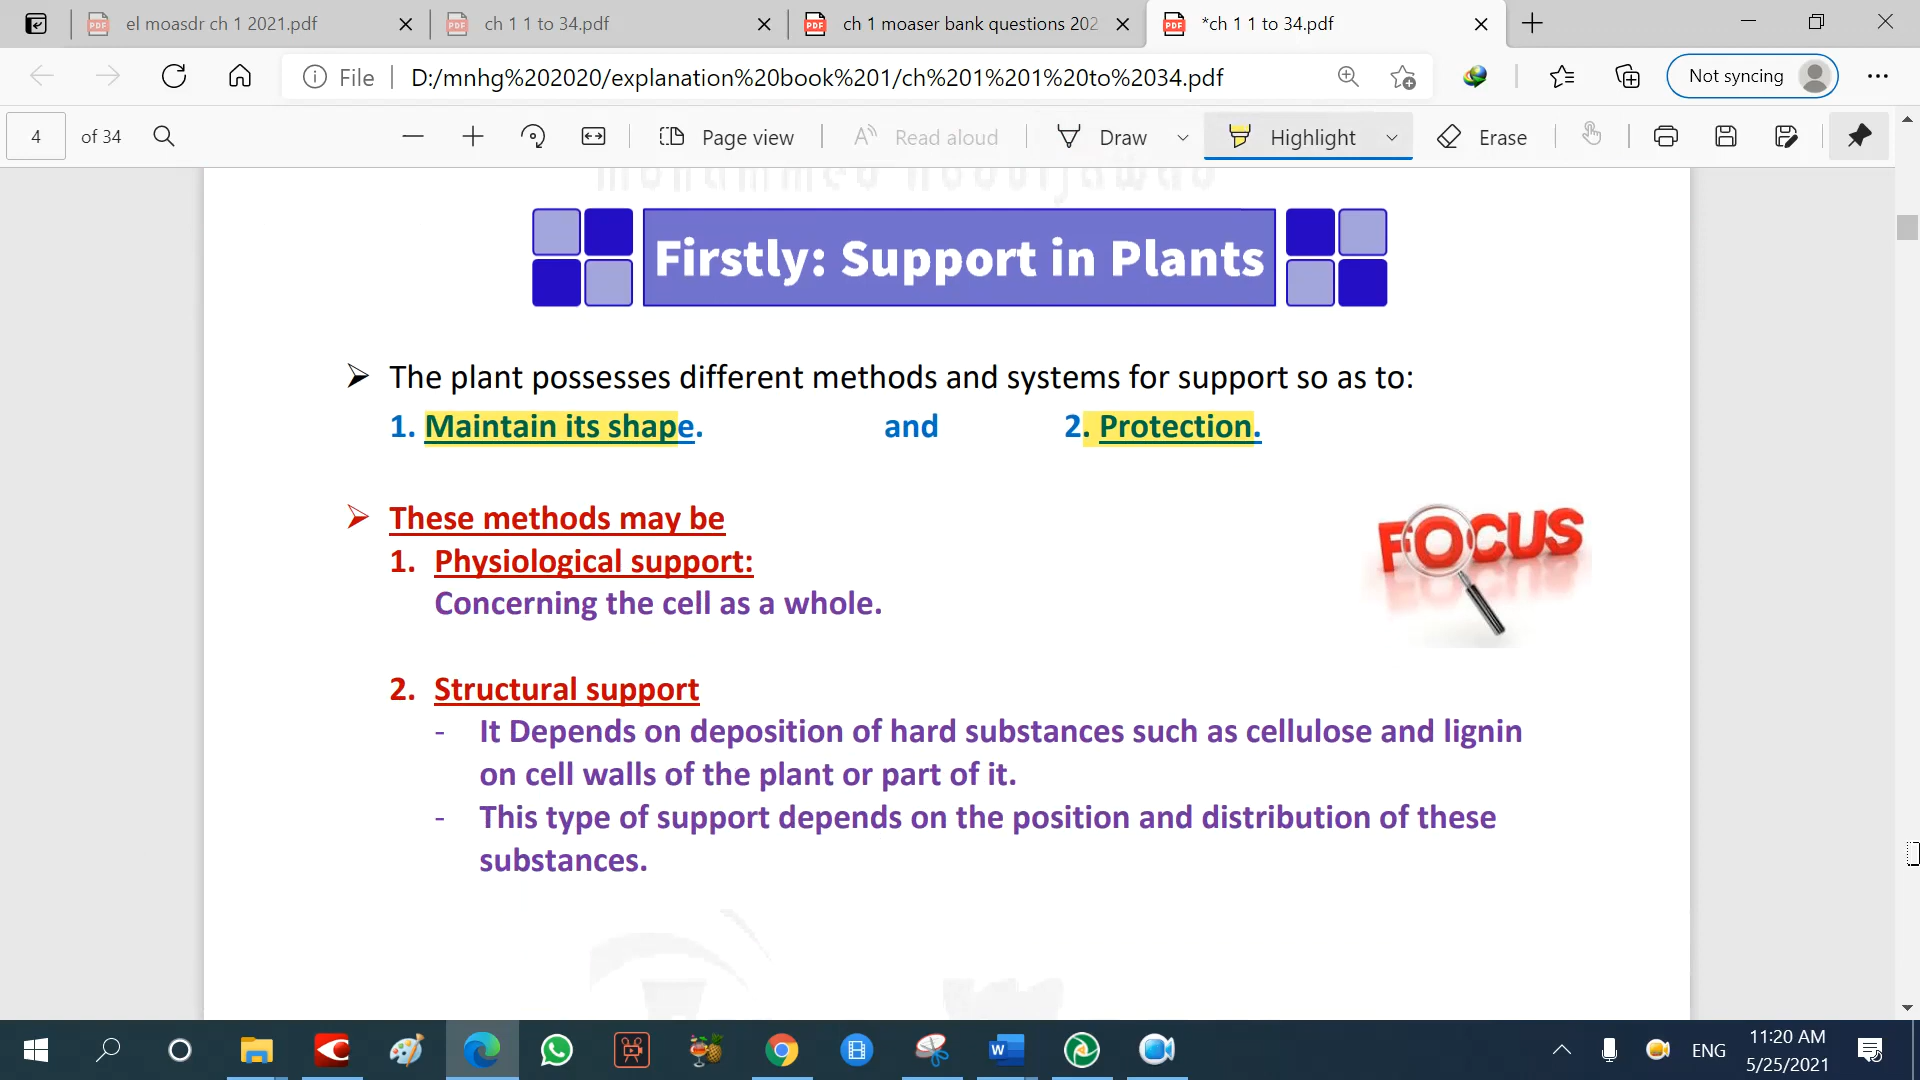 el moasdr ch 1 2021.pdf
ch 1 1 to 34.pdf
ch 1 moaser bank questions 202
*ch 1 1 to 34.pdf
File
D:/mnhg%202020/explanation%20book%201/ch%201%201%20to%2034.pdf
Not syncing
4 of 34
Page view
Read aloud
Draw
Highlight
Erase
Firstly: Support in Plants
The plant possesses different methods and systems for support so as to:
1. Maintain its shape. and 2. Protection.
These methods may be
1. Physiological support:
Concerning the cell as a whole.
FOCUS
2. Structural support
- It Depends on deposition of hard substances such as cellulose and lignin
on cell walls of the plant or part of it.
- This type of support depends on the position and distribution of these
substances.
ENG
11:20 AM
5/25/2021